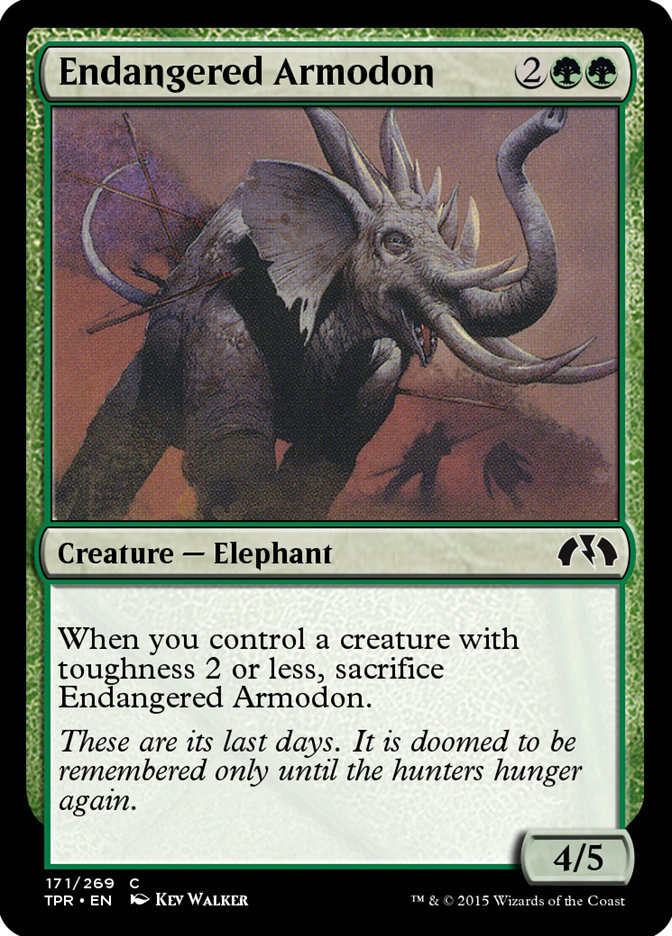 Endangered Armodon 2
Creature — Elephant
When you control a creature with
toughness 2 or less, sacrifice
Endangered Armodon.
These are its last days. It is doomed to be
remembered only until the hunters hunger
again.
4/5
171/269 C
TPR • EN Kev Walker
™ & © 2015 Wizards of the Coast